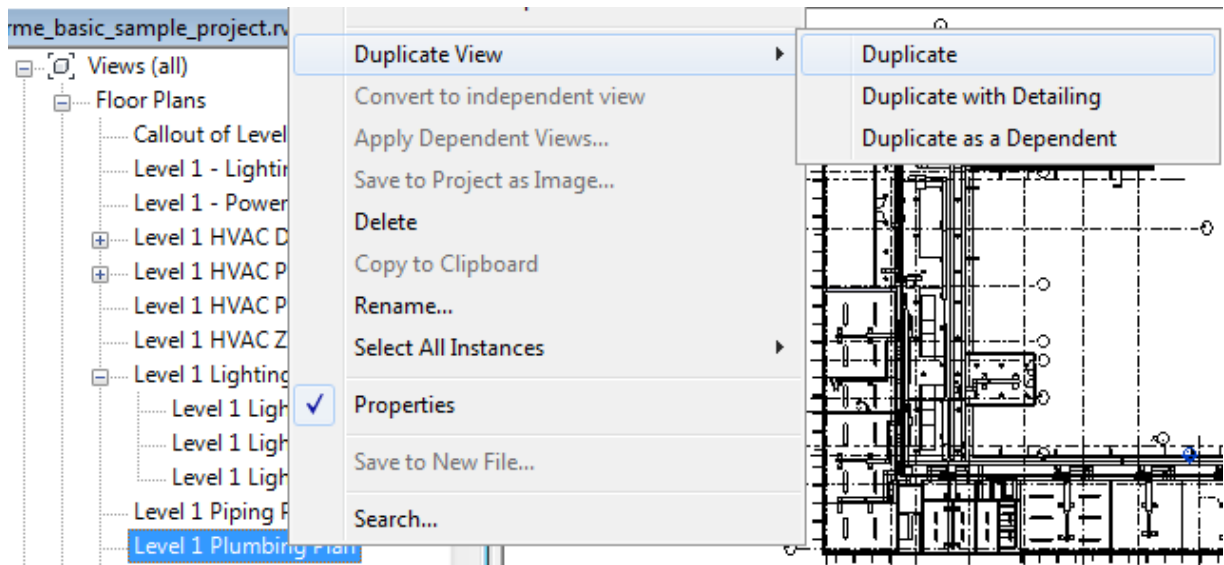 rme_basic_sample_project.rv
Views (all)
Floor Plans
Callout of Level
Level 1 - Lightin
Level 1 - Power
Level 1 HVAC D
Level 1 HVAC P
Level 1 HVAC P
Level 1 HVAC Z
Level 1 Lighting
Level 1 Ligh
Level 1 Ligh
Level 1 Ligh
Level 1 Piping P
Level 1 Plumbing Plan
Duplicate View
Convert to independent view
Apply Dependent Views...
Save to Project as Image...
Delete
Copy to Clipboard
Rename...
Select All Instances
Properties
Save to New File...
Search...
Duplicate
Duplicate with Detailing
Duplicate as a Dependent